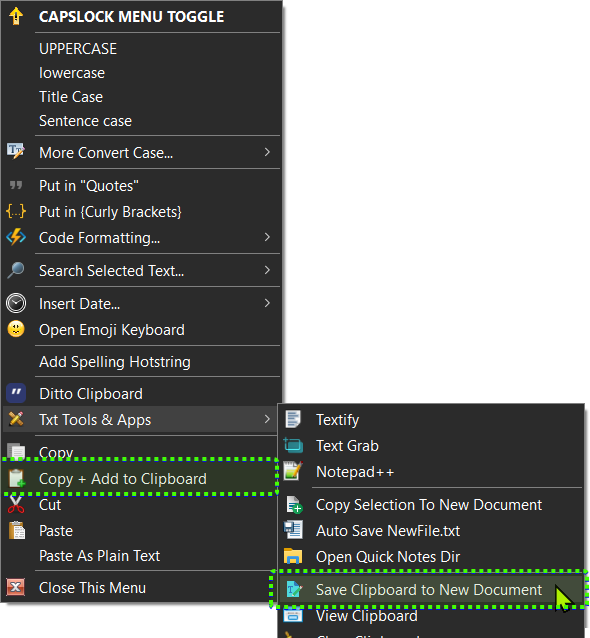 CAPSLOCK MENU TOGGLE
UPPERCASE
lowercase
Title Case
Sentence case
More Convert Case...
Put in "Quotes"
Put in {Curly Brackets}
Code Formatting...
Search Selected Text...
Insert Date...
Open Emoji Keyboard
Add Spelling Hotstring
Ditto Clipboard
Txt Tools & Apps
Copy
Copy + Add to Clipboard
Cut
Paste
Paste As Plain Text
Close This Menu
Textify
Text Grab
Notepad++
Copy Selection To New Document
Auto Save NewFile.txt
Open Quick Notes Dir
Save Clipboard to New Document
View Clipboard